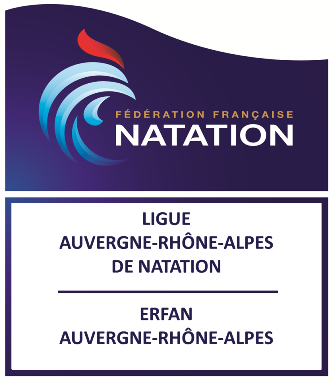 FÉDÉRATION FRANÇAISE
NATATION
LIGUE
AUVERGNE-RHÔNE-ALPES
DE NATATION
ERFAN
AUVERGNE-RHÔNE-ALPES